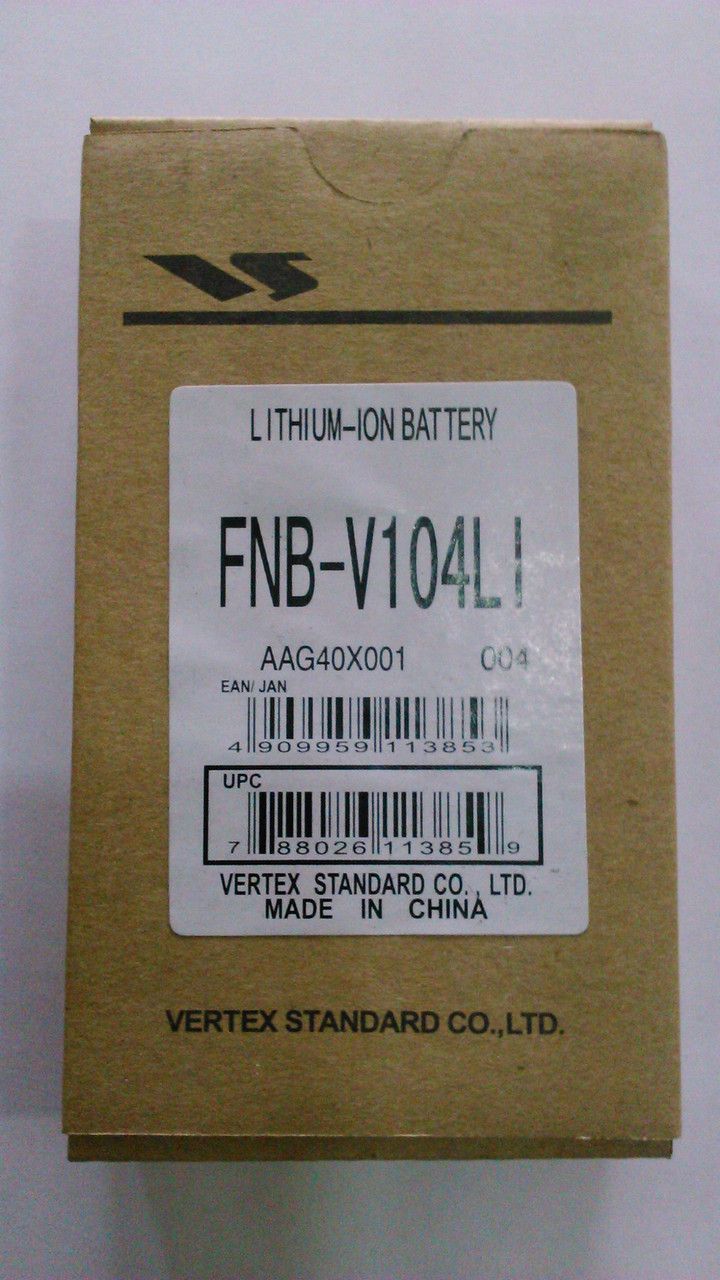 VS
LITHIUM-ION BATTERY
FNB-V104LI
AAG40X001 004
EAN/JAN
4 909959 113853
UPC
7 88026 11385 9
VERTEX STANDARD CO., LTD.
MADE IN CHINA
VERTEX STANDARD CO.,LTD.